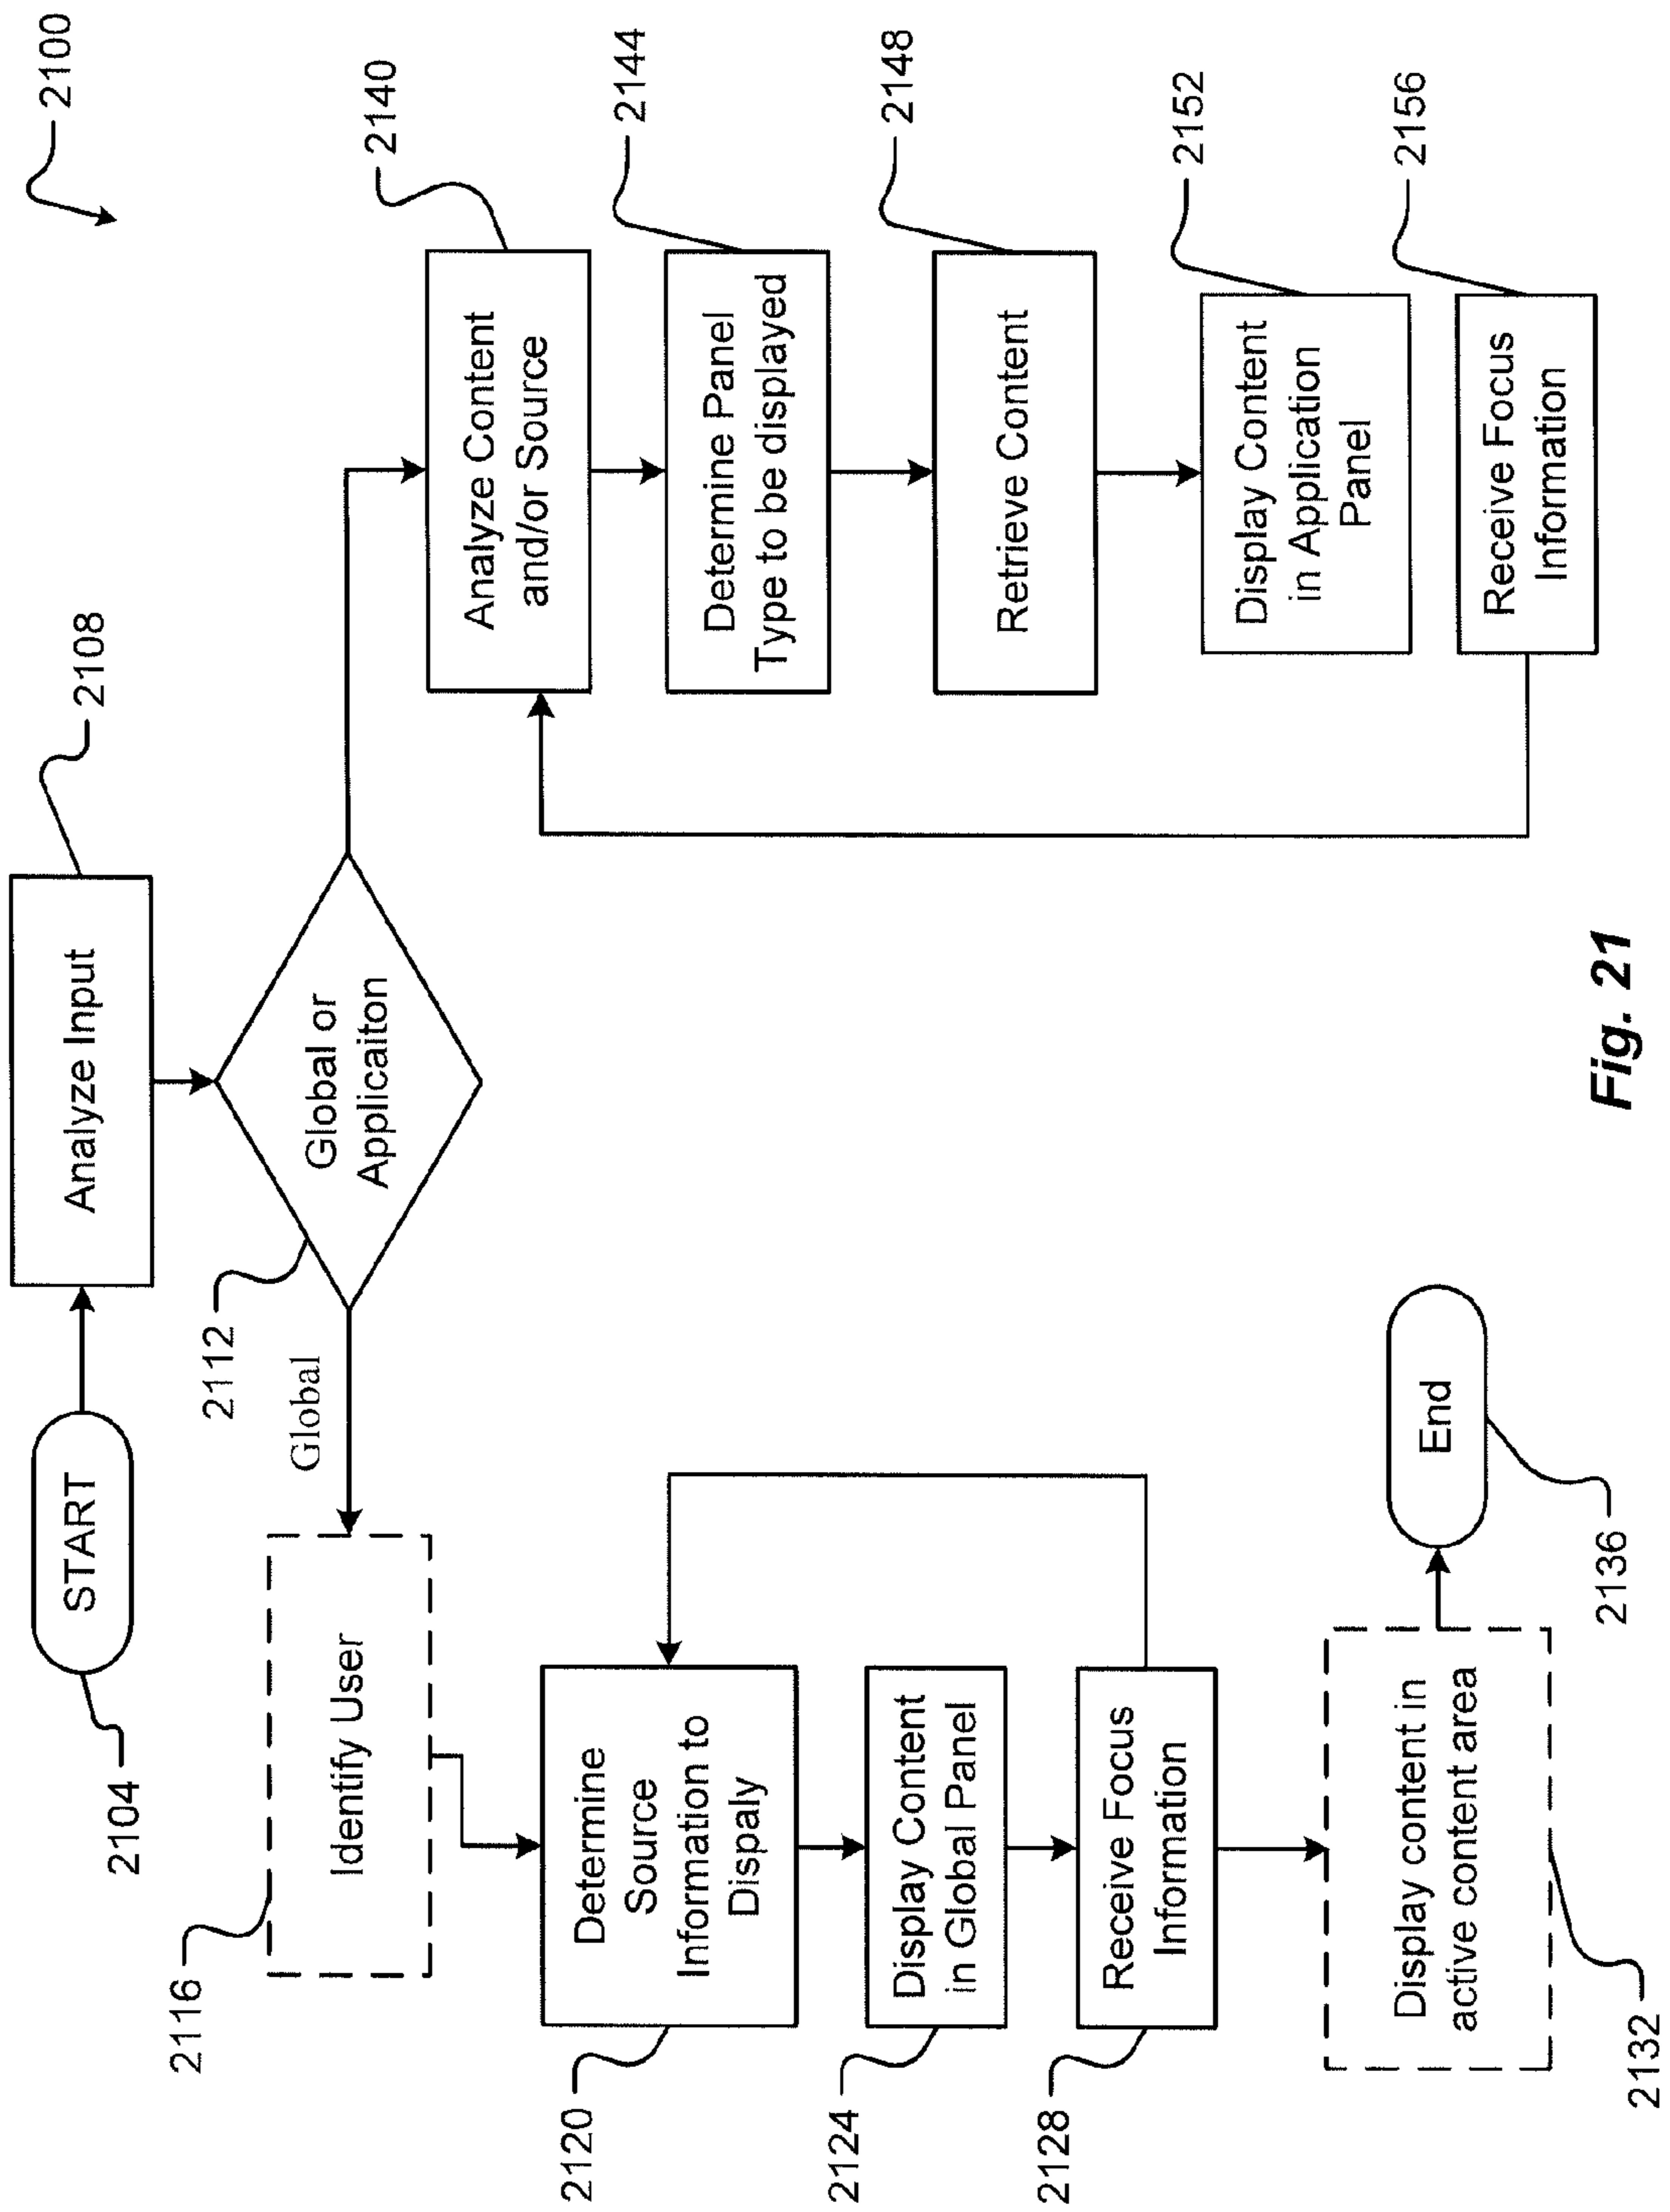 2100
START
2104
Analyze Input
2108
Global or
Applicaiton
2112
Global
Identify User
2116
Determine
Source
Information to
Dispaly
2120
Display Content
in Global Panel
2124
Receive Focus
Information
2128
Display content in
active content area
2132
End
2136
Analyze Content
and/or Source
2140
Determine Panel
Type to be displayed
2144
Retrieve Content
2148
Display Content
in Application
Panel
2152
Receive Focus
Information
2156
Fig. 21